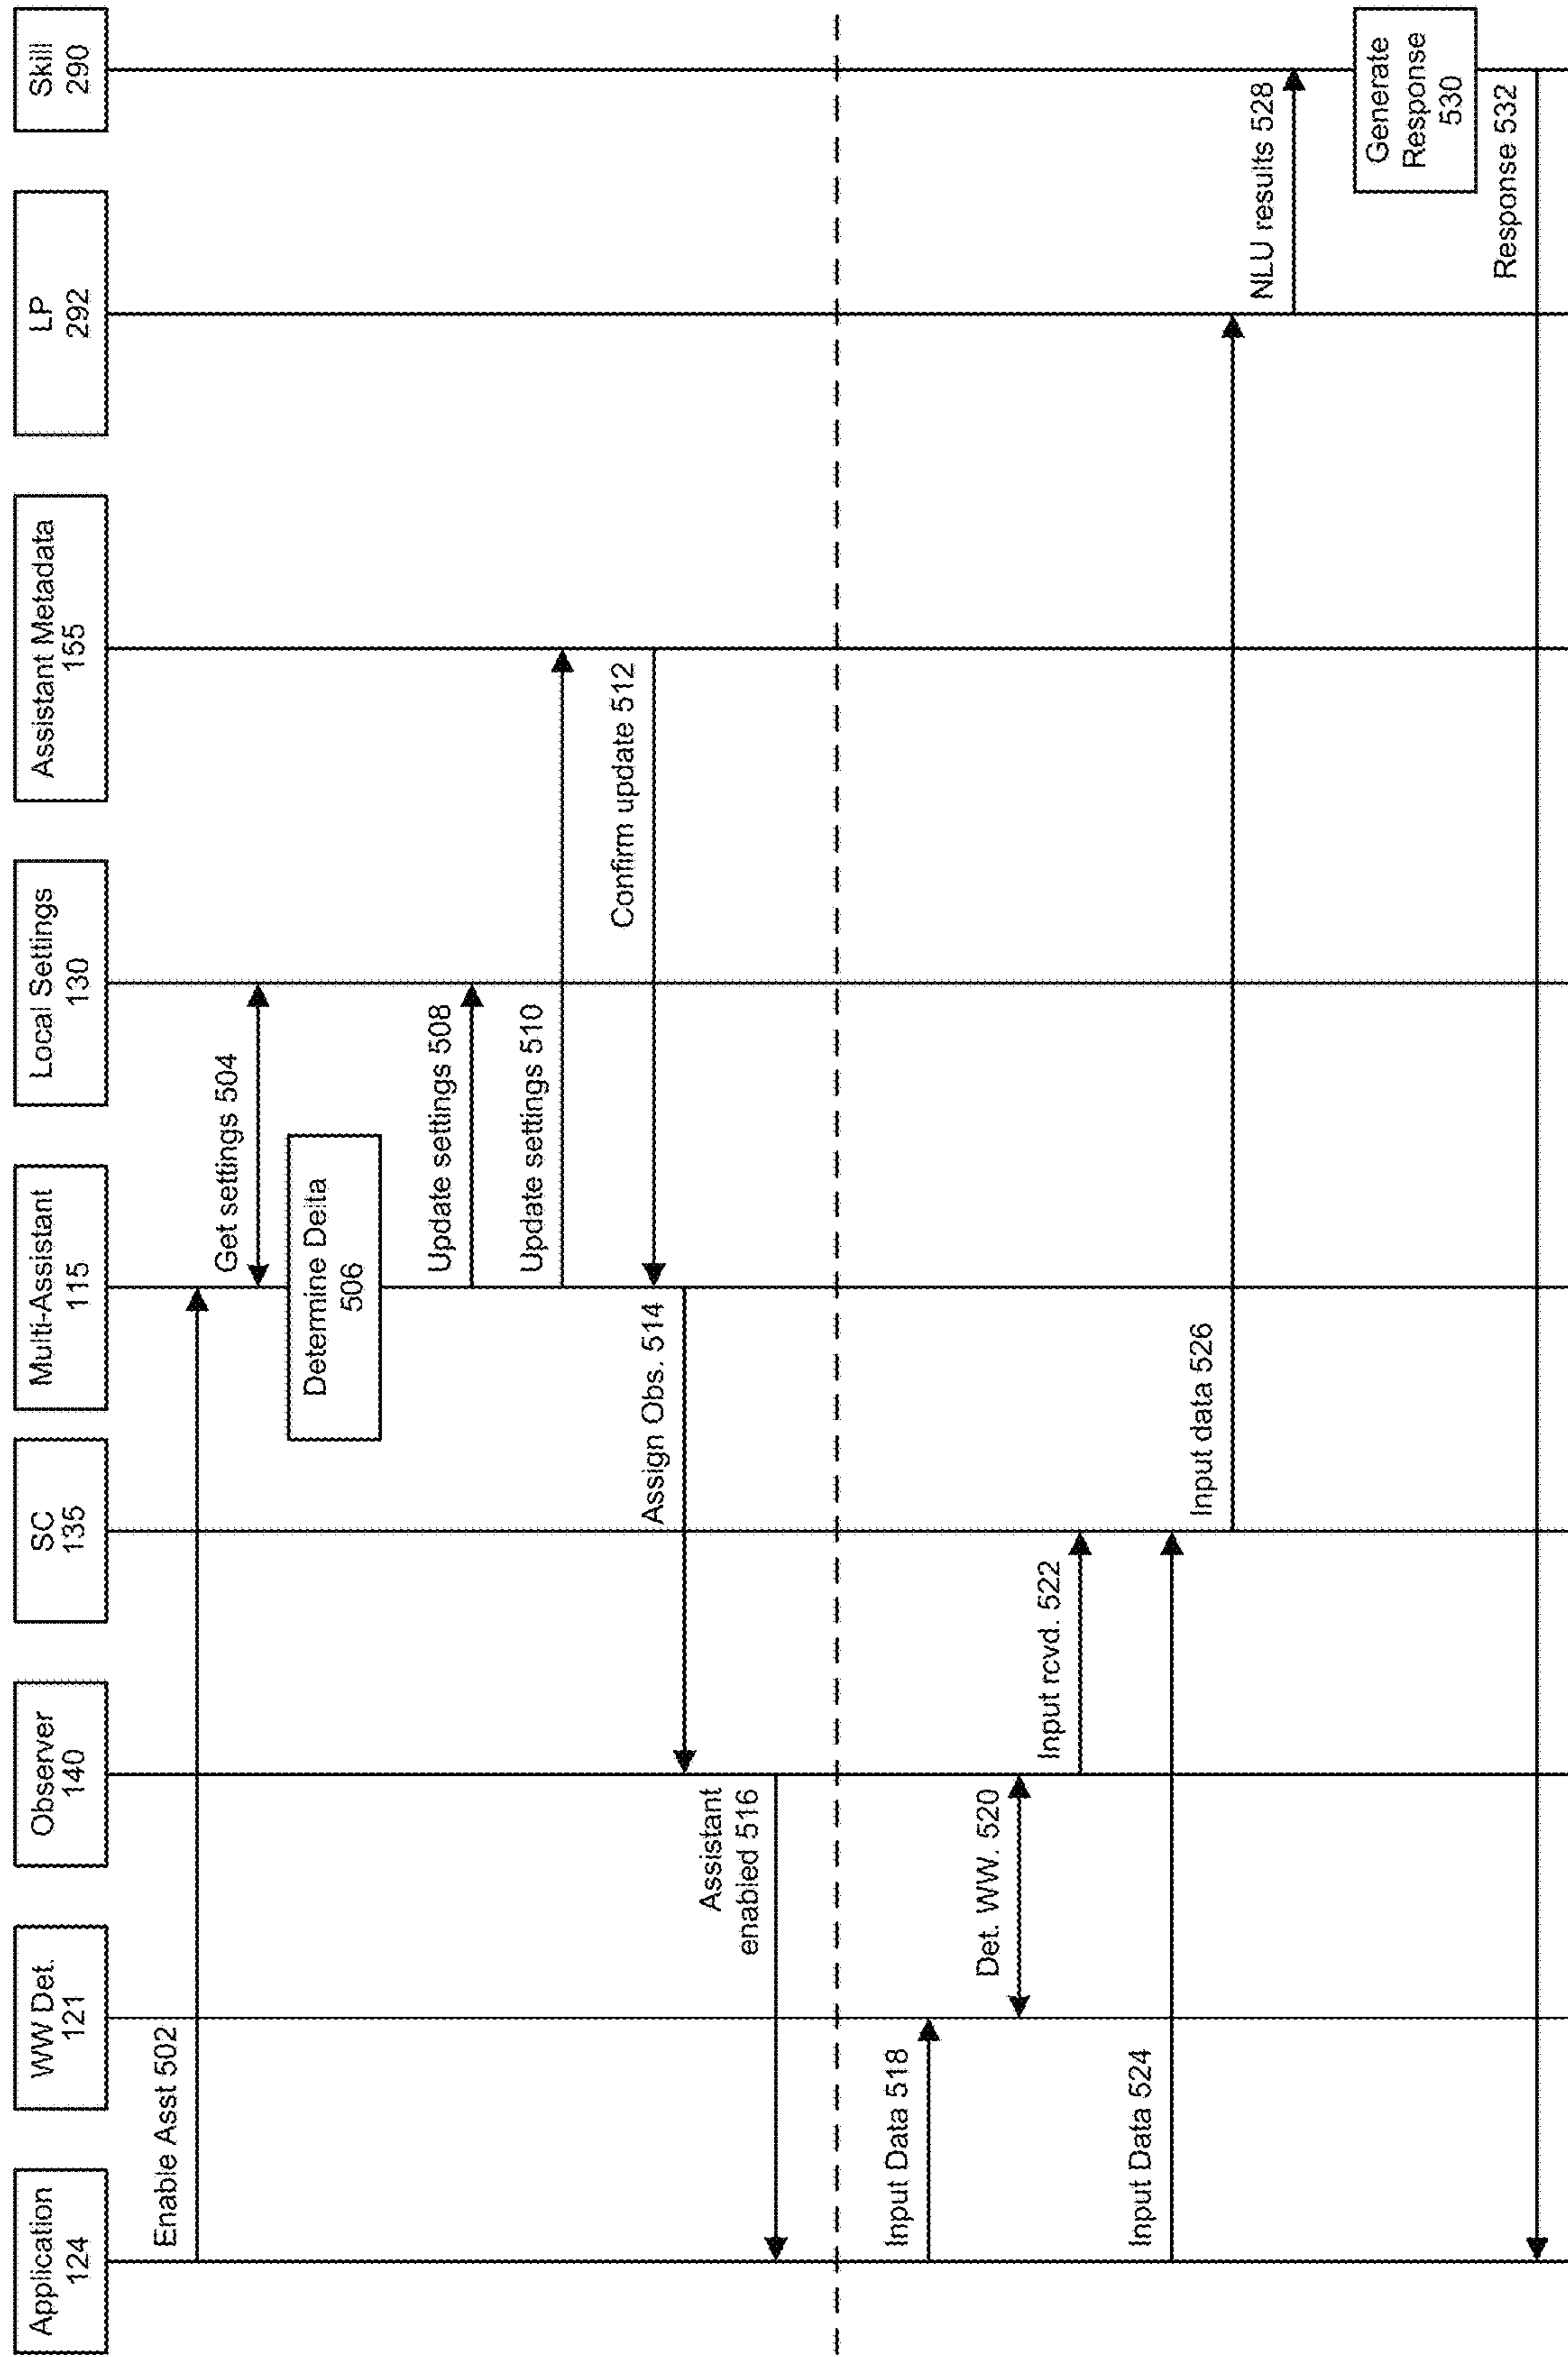 Application
124
WW Det.
121
Observer
140
SC
135
Multi-Assistant
115
Local Settings
130
Assistant Metadata
155
LP
292
Skill
290
Enable Asst 502
Get settings 504
Determine Delta
506
Update settings 508
Update settings 510
Confirm update 512
Assign Obs. 514
Assistant
enabled 516
Input Data 518
Det. WW. 520
Input rcvd. 522
Input Data 524
Input data 526
NLU results 528
Generate
Response
530
Response 532